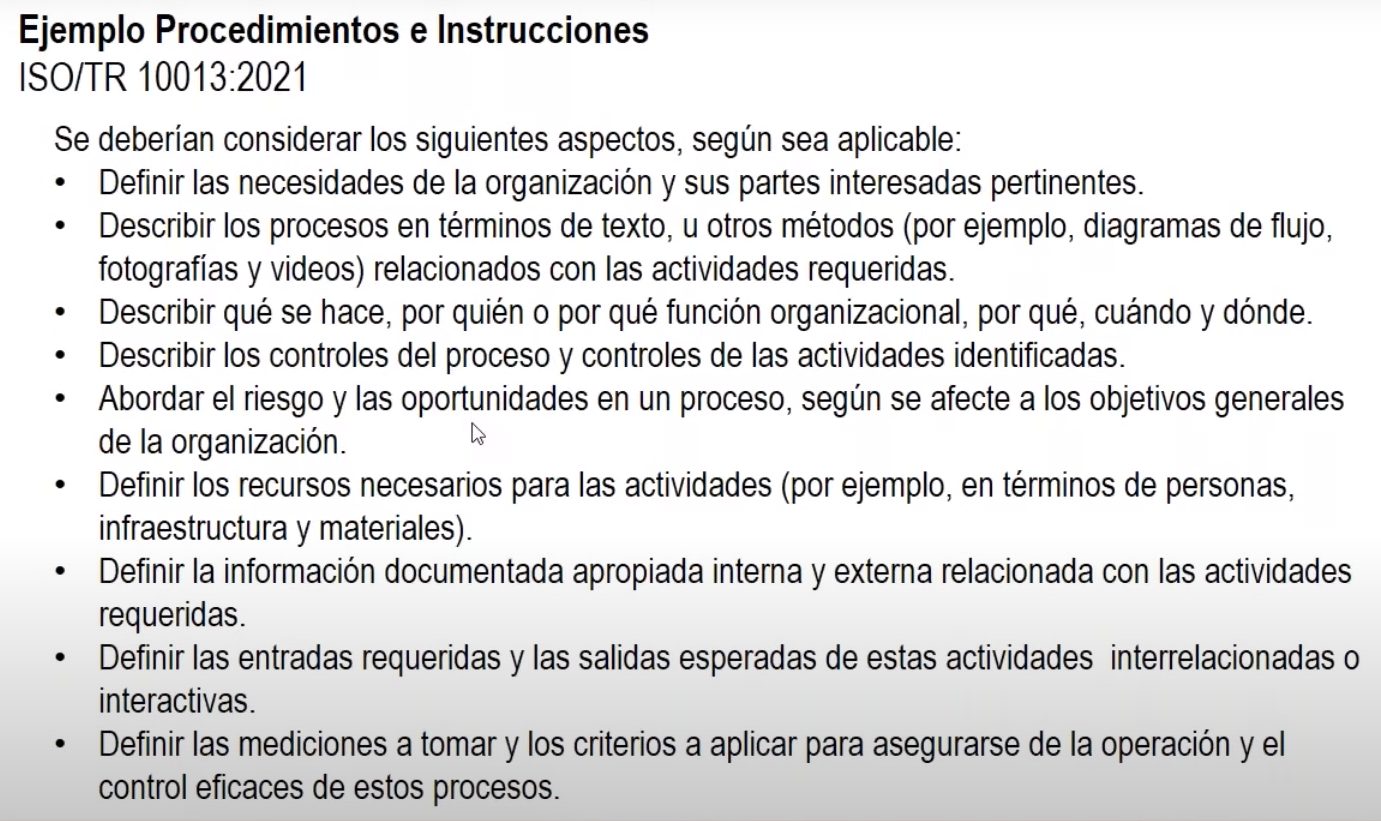 Ejemplo Procedimientos e Instrucciones
ISO/TR 10013:2021
Se deberían considerar los siguientes aspectos, según sea aplicable:
• Definir las necesidades de la organización y sus partes interesadas pertinentes.
• Describir los procesos en términos de texto, u otros métodos (por ejemplo, diagramas de flujo,
fotografías y videos) relacionados con las actividades requeridas.
• Describir qué se hace, por quién o por qué función organizacional, por qué, cuándo y dónde.
• Describir los controles del proceso y controles de las actividades identificadas.
• Abordar el riesgo y las oportunidades en un proceso, según se afecte a los objetivos generales
de la organización.
• Definir los recursos necesarios para las actividades (por ejemplo, en términos de personas,
infraestructura y materiales).
• Definir la información documentada apropiada interna y externa relacionada con las actividades
requeridas.
• Definir las entradas requeridas y las salidas esperadas de estas actividades  interrelacionadas o
interactivas.
• Definir las mediciones a tomar y los criterios a aplicar para asegurarse de la operación y el
control eficaces de estos procesos.